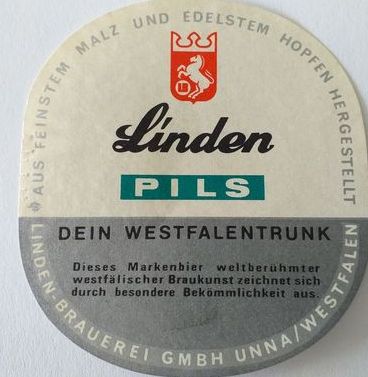 AUS FEINSTEM MALZ UND EDELSTEM HOPFEN HERGESTELLT
Linden
PILS
DEIN WESTFALENTRUNK
Dieses Markenbier weltberühmter
westfälischer Braukunst zeichnet sich
durch besondere Bekömmlichkeit aus.
LINDEN-BRAUEREI GMBH UNNA/WESTFALEN